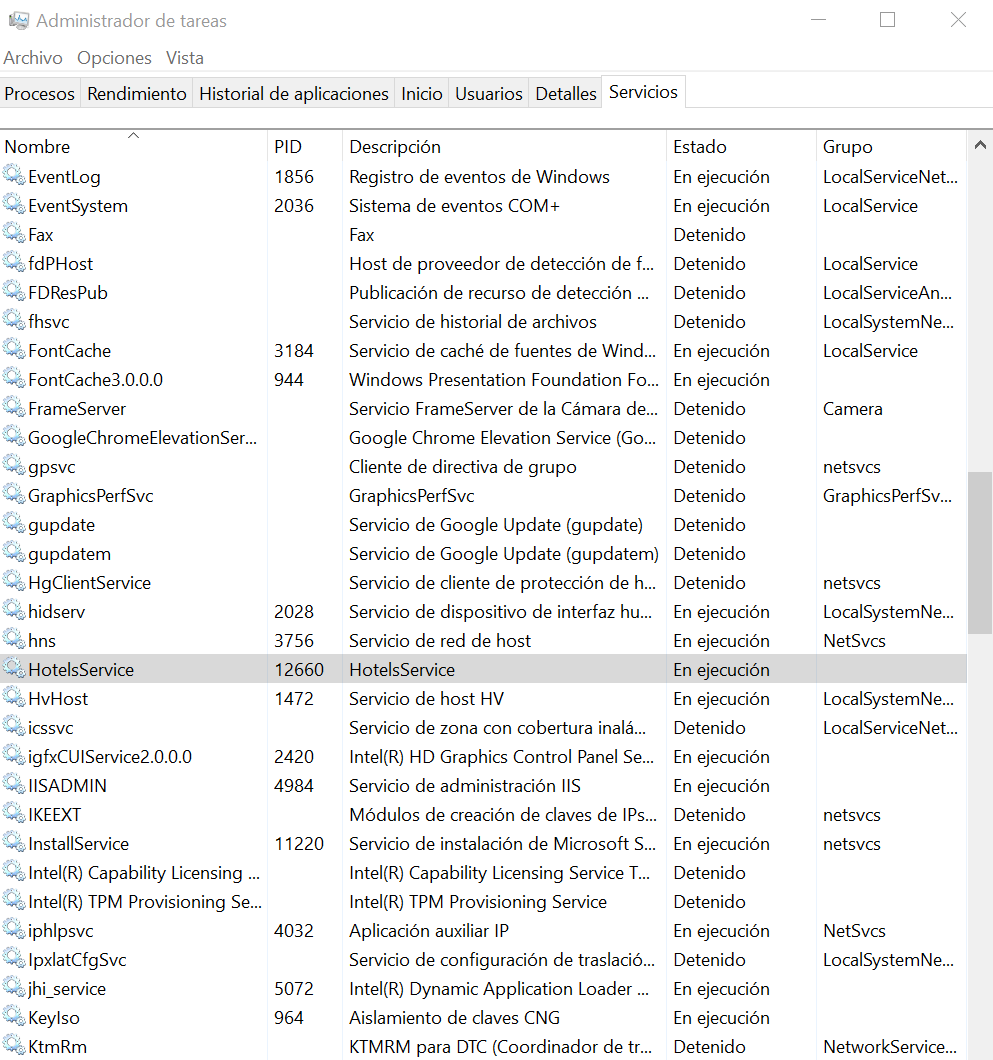 Administrador de tareas
Archivo Opciones Vista
Procesos Rendimiento Historial de aplicaciones Inicio Usuarios Detalles Servicios
Nombre PID Descripción Estado Grupo
EventLog 1856 Registro de eventos de Windows En ejecución LocalServiceNet...
EventSystem 2036 Sistema de eventos COM+ En ejecución LocalService
Fax Fax Detenido
fdPHost Host de proveedor de detección de f... Detenido LocalService
FDResPub Publicación de recurso de detección ... Detenido LocalServiceAn...
fhsvc Servicio de historial de archivos Detenido LocalSystemNe...
FontCache 3184 Servicio de caché de fuentes de Wind... En ejecución LocalService
FontCache3.0.0.0 944 Windows Presentation Foundation Fo... En ejecución
FrameServer Servicio FrameServer de la Cámara de... Detenido Camera
GoogleChromeElevationSer... Google Chrome Elevation Service (Go... Detenido
gpsvc Cliente de directiva de grupo Detenido netsvcs
GraphicsPerfSvc GraphicsPerfSvc Detenido GraphicsPerfSv...
gupdate Servicio de Google Update (gupdate) Detenido
gupdatem Servicio de Google Update (gupdatem) Detenido
HgClientService Servicio de cliente de protección de h... Detenido netsvcs
hidserv 2028 Servicio de dispositivo de interfaz hu... En ejecución LocalSystemNe...
hns 3756 Servicio de red de host En ejecución NetSvcs
HotelsService 12660 HotelsService En ejecución
HvHost 1472 Servicio de host HV En ejecución LocalSystemNe...
icssvc Servicio de zona con cobertura inalá... Detenido LocalServiceNet...
igfxCUIService2.0.0.0 2420 Intel(R) HD Graphics Control Panel Se... En ejecución
IISADMIN 4984 Servicio de administración IIS En ejecución
IKEEXT Módulos de creación de claves de IPs... Detenido netsvcs
InstallService 11220 Servicio de instalación de Microsoft S... En ejecución netsvcs
Intel(R) Capability Licensing ... Intel(R) Capability Licensing Service T... Detenido
Intel(R) TPM Provisioning Se... Intel(R) TPM Provisioning Service Detenido
iphlpsvc 4032 Aplicación auxiliar IP En ejecución NetSvcs
IpxlatCfgSvc Servicio de configuración de traslació... Detenido LocalSystemNe...
jhi_service 5072 Intel(R) Dynamic Application Loader ... En ejecución
KeyIso 964 Aislamiento de claves CNG En ejecución
KtmRm KTMRM para DTC (Coordinador de tr... Detenido NetworkService...